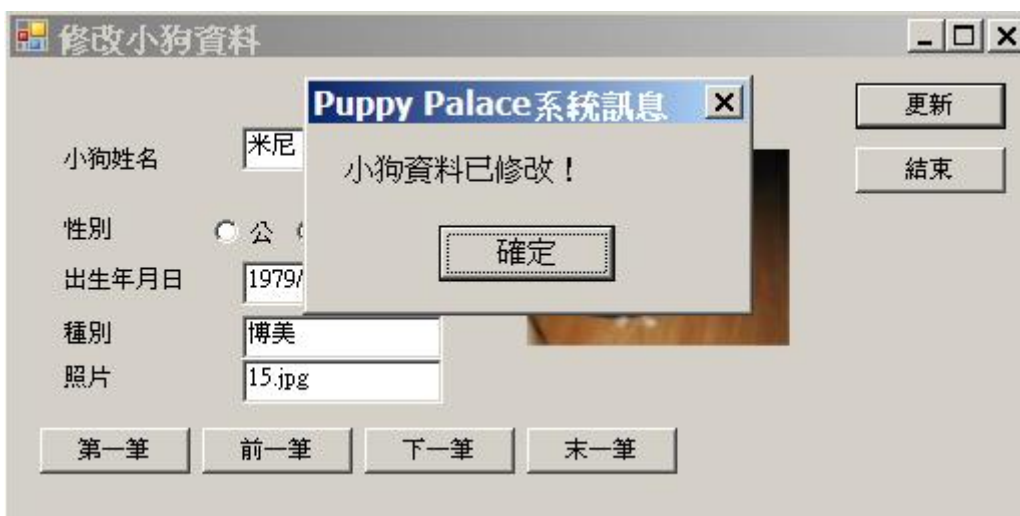 修改小狗資料
Puppy Palace系統訊息
小狗資料已修改！
確定
更新
結束
小狗姓名 米尼
性別 公
出生年月日 1979/
種別 博美
照片 15.jpg
第一筆 前一筆 下一筆 末一筆